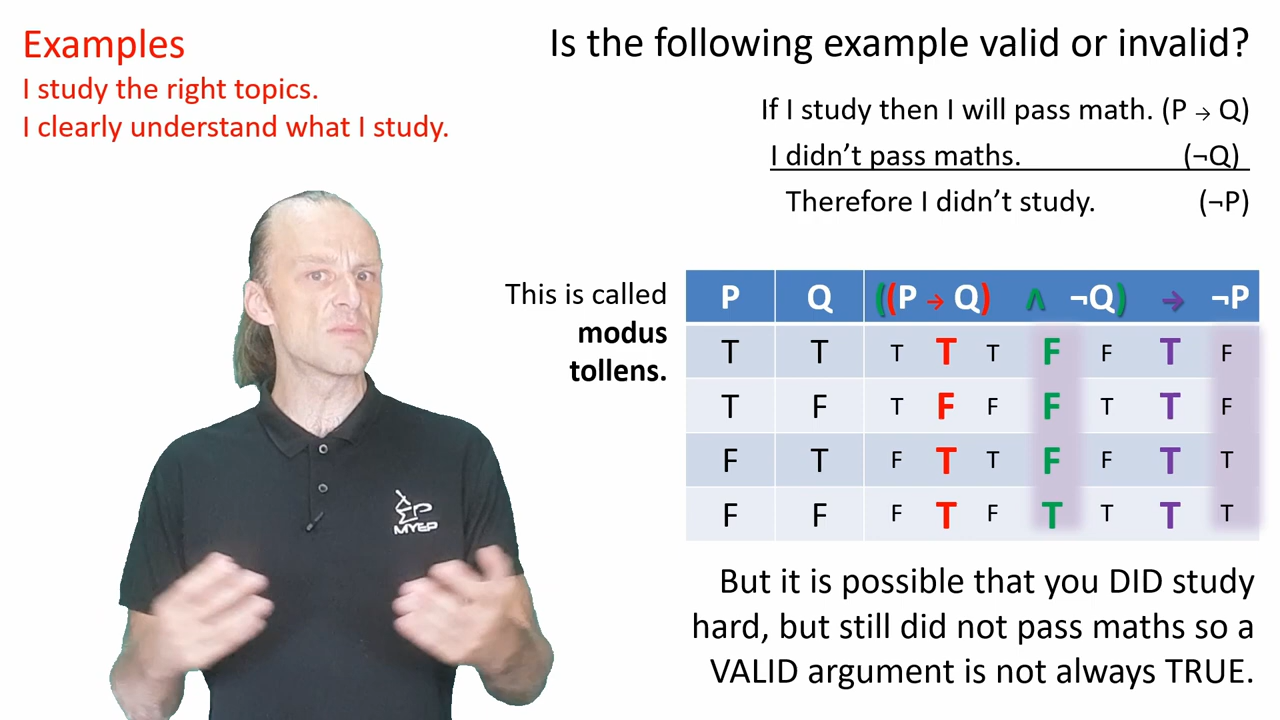 Examples
I study the right topics.
I clearly understand what I study.
Is the following example valid or invalid?
If I study then I will pass math. (P → Q)
I didn’t pass maths. (¬Q)
Therefore I didn’t study. (¬P)
This is called
modus
tollens.
P Q ((P → Q) ∧ ¬Q) → ¬P
T T T T T F F T F
T F T F F F T T F
F T F T T F F T T
F F F T F T T T T
But it is possible that you DID study
hard, but still did not pass maths so a
VALID argument is not always TRUE.
MYEP